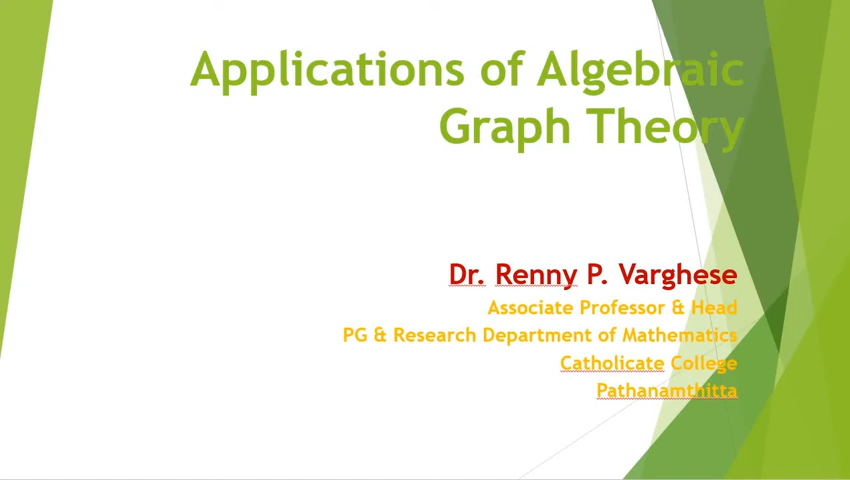 Applications of Algebraic
Graph Theory
Dr. Renny P. Varghese
Associate Professor & Head
PG & Research Department of Mathematics
Catholicate College
Pathanamthitta